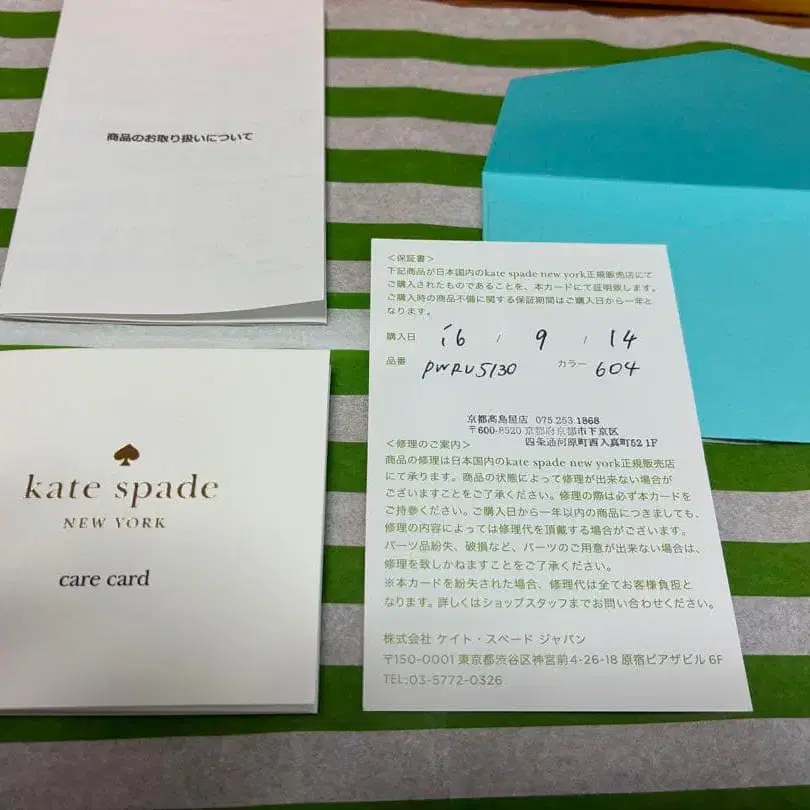 商品のお取り扱いについて
kate spade
NEW YORK
care card
<保証書>
下記商品が日本国内のkate spade new york正規販売店にて
ご購入されたものであることを、本カードにて証明致します。
ご購入時の商品不備に関する保証期間はご購入日から一年と
なります。
購入日 '16 / 9 / 14
品番 PWRU5130 カラー 604
京都高島屋店 075.253.1868
〒600-8520 京都府京都市下京区
四条通河原町西入真町52 1F
<修理のご案内>
商品の修理は日本国内のkate spade new york正規販売店
にて承ります。商品の状態によって修理が出来ない場合が
ございますことをご了承ください。修理の際は必ず本カードを
ご持参ください。ご購入日から一年以内の商品につきましても、
修理の内容によっては修理代を頂戴する場合がございます。
パーツ品紛失、破損など、パーツのご用意が出来ない場合は、
修理を致しかねますことをご了承ください。
※本カードを紛失された場合、修理代は全てお客様負担と
なります。詳しくはショップスタッフまでお問い合わせください。
株式会社 ケイト・スペード ジャパン
〒150-0001 東京都渋谷区神宮前4-26-18 原宿ピアザビル 6F
TEL:03-5772-0326